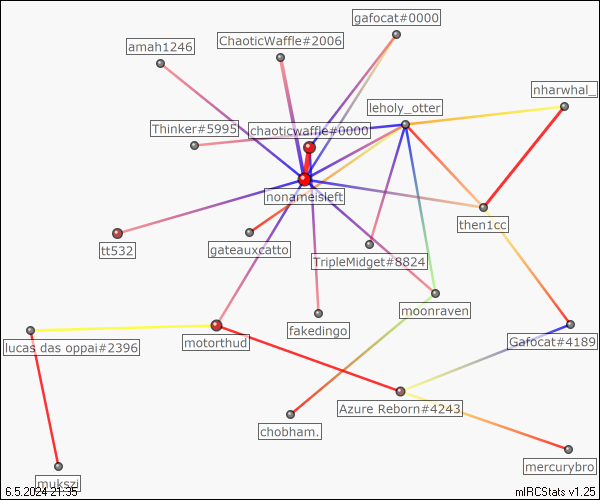 gafocat#0000
ChaoticWaffle#2006
amah1246
nharwhal_
leholy_otter
Thinker#5995
chaoticwaffle#0000
nonameisleft
then1cc
tt532
gateauxcatto
TripleMidget#8824
moonraven
fakedingo
motorthud
Gafocat#4189
lucas das oppai#2396
Azure Reborn#4243
chobham.
mercurybro
mukszi
6.5.2024 21:35
mIRCStats v1.25